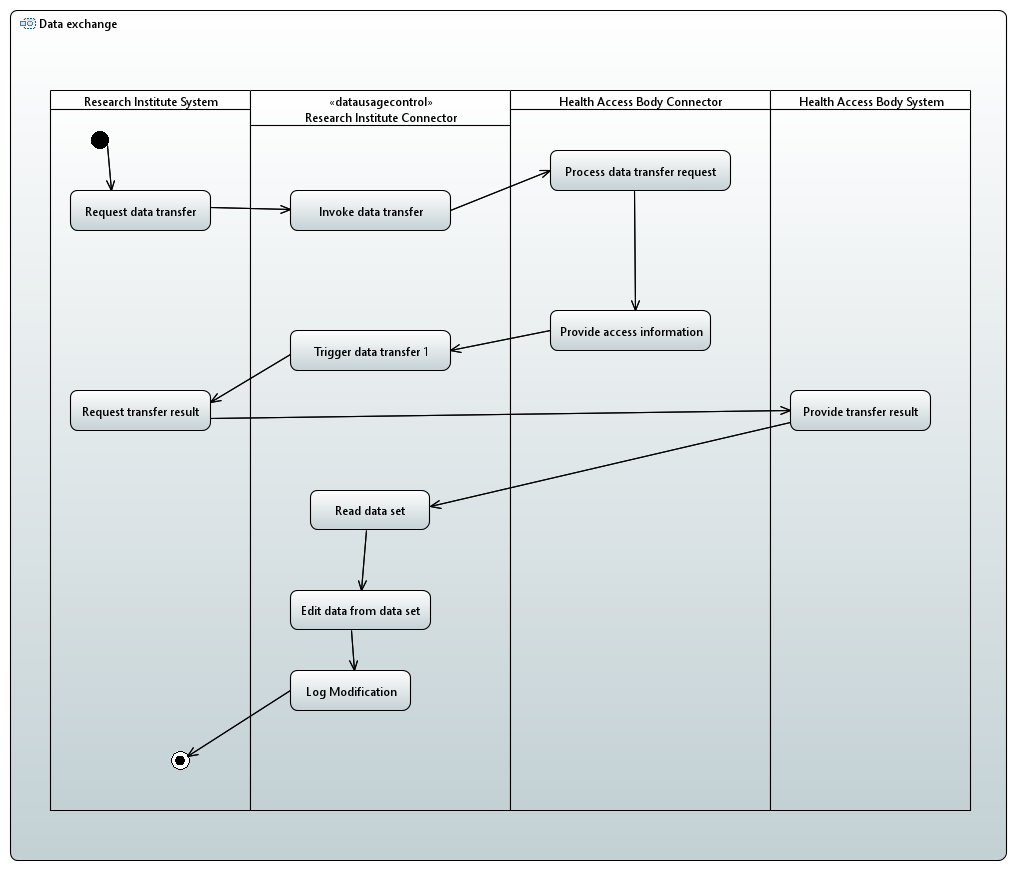 Data exchange
Research Institute System
«datausagecontrol»
Research Institute Connector
Health Access Body Connector
Health Access Body System
Process data transfer request
Request data transfer
Invoke data transfer
Provide access information
Trigger data transfer 1
Request transfer result
Provide transfer result
Read data set
Edit data from data set
Log Modification